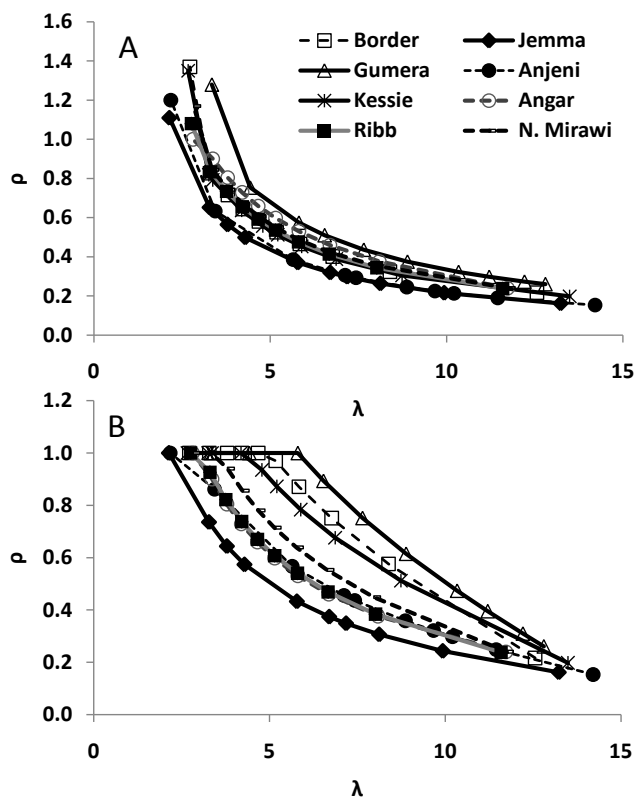 1.6
A
Border
Jemma
1.4
Gumera
Anjeni
1.2
Kessie
Angar
1.0
Ribb
N. Mirawi
ρ
0.8
0.6
0.4
0.2
0.0
0 5 10 15
λ
1.2
B
1.0
0.8
ρ
0.6
0.4
0.2
0.0
0 5 10 15
λ